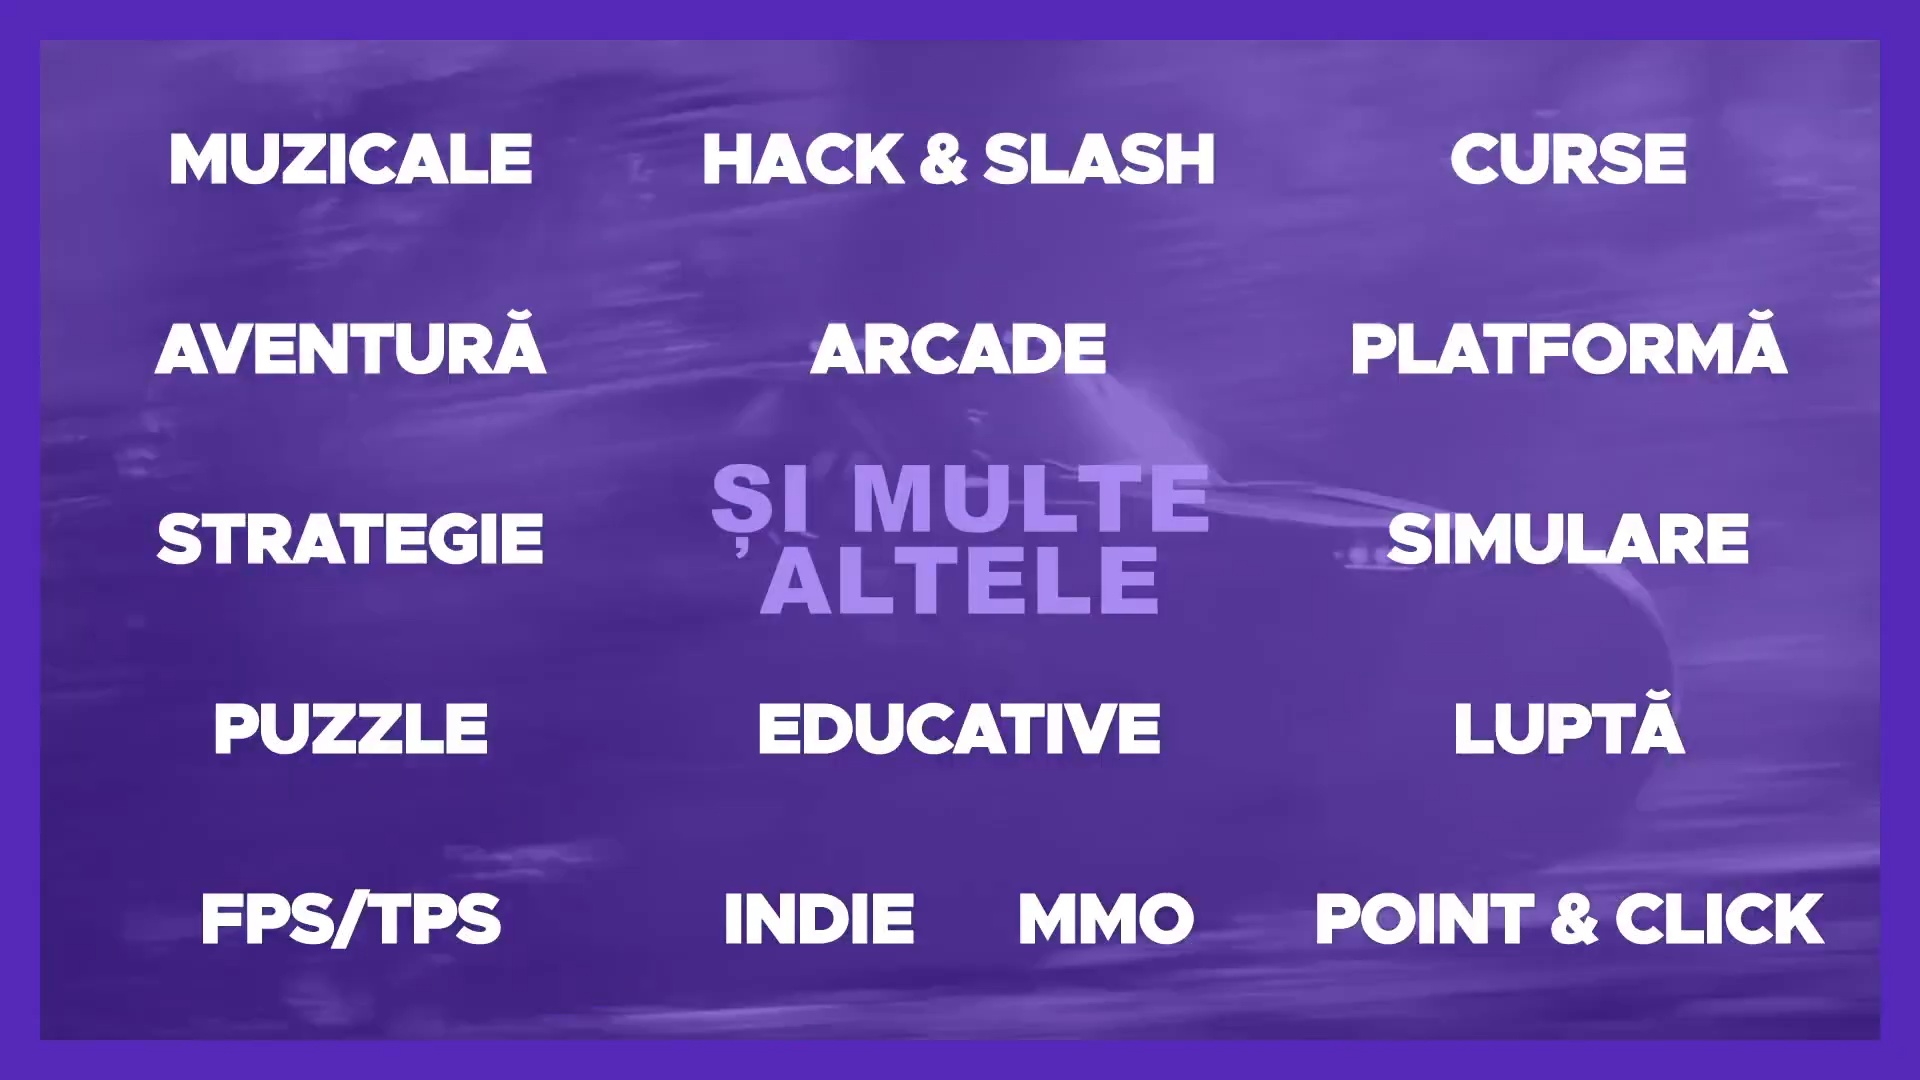 MUZICALE
HACK & SLASH
CURSE
AVENTURĂ
ARCADE
PLATFORMĂ
STRATEGIE
ȘI MULTE
ALTELE
SIMULARE
PUZZLE
EDUCATIVE
LUPTĂ
FPS/TPS
INDIE
MMO
POINT & CLICK